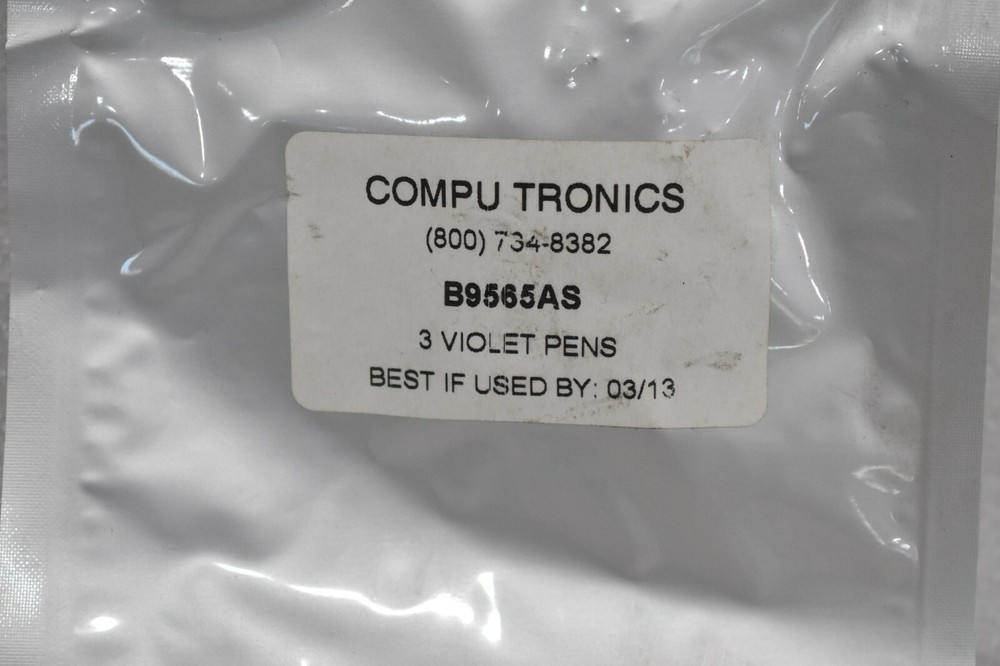 COMPU TRONICS
(800) 734-8382
B9565AS
3 VIOLET PENS
BEST IF USED BY: 03/13